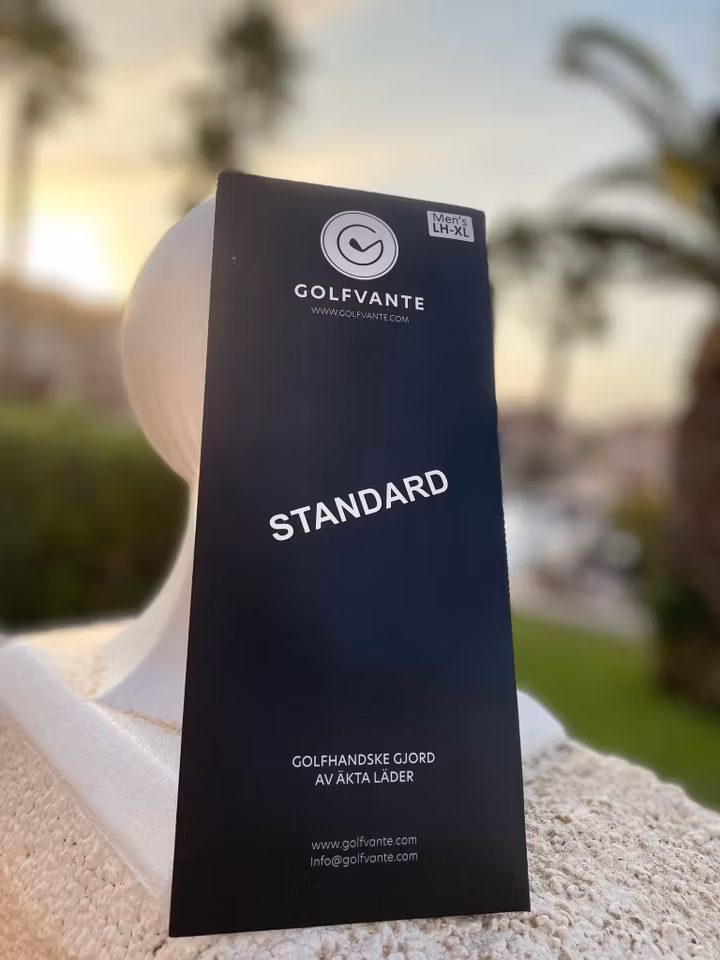 Men's
LH-XL
GOLFVANTE
WWW.GOLFVANTE.COM
STANDARD
GOLFHANDSKE GJORD
AV ÄKTA LÄDER
www.golfvante.com
Info@golfvante.com